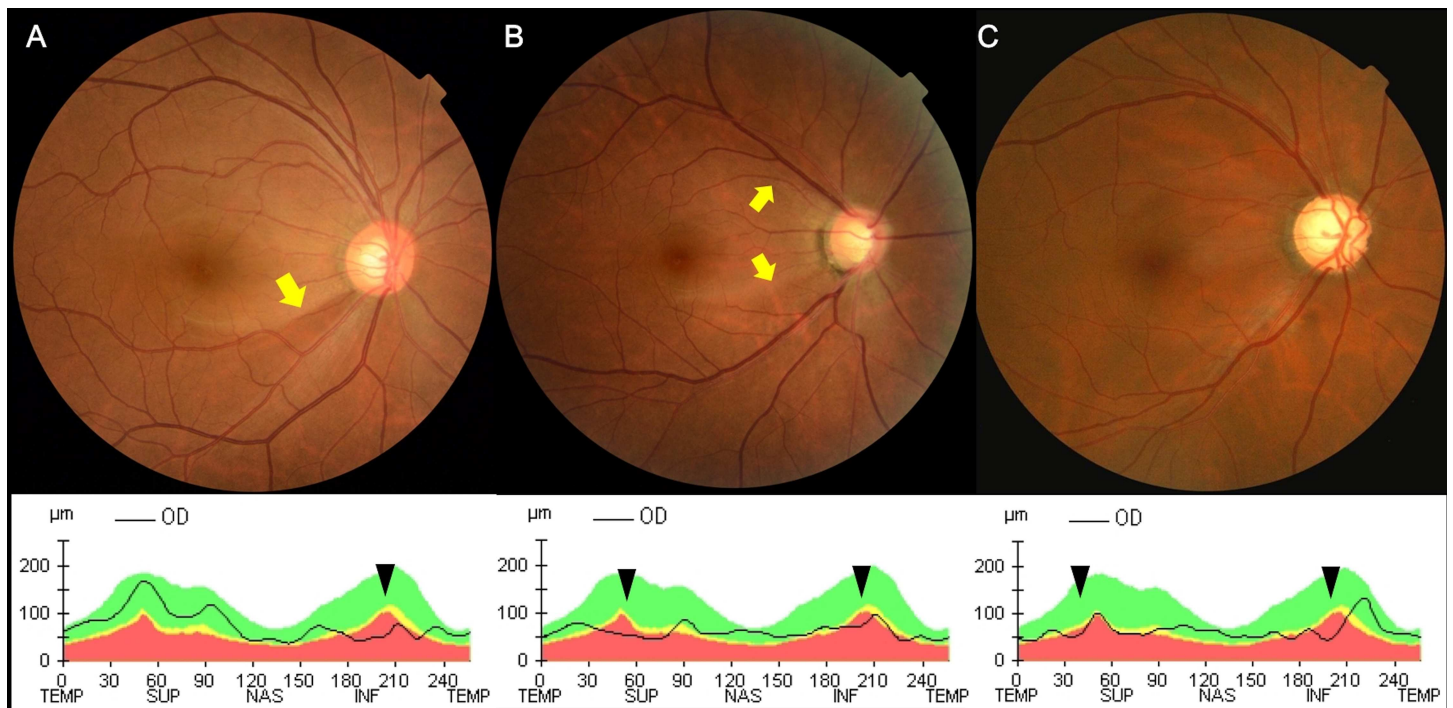 A B C
µm OD µm OD µm OD
200 200 200
100 100 100
0 0 0
0 30 60 90 120 150 180 210 240 0 30 60 90 120 150 180 210 240 0 30 60 90 120 150 180 210 240
TEMP SUP NAS INF TEMP TEMP SUP NAS INF TEMP TEMP SUP NAS INF TEMP